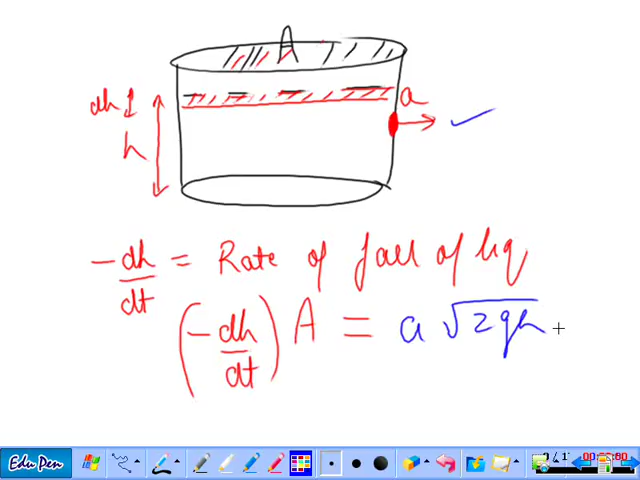 A
dh
a
h
-dh/dt = Rate of fall of liq
(-dh/dt) A = a √2gh
Edu Pen